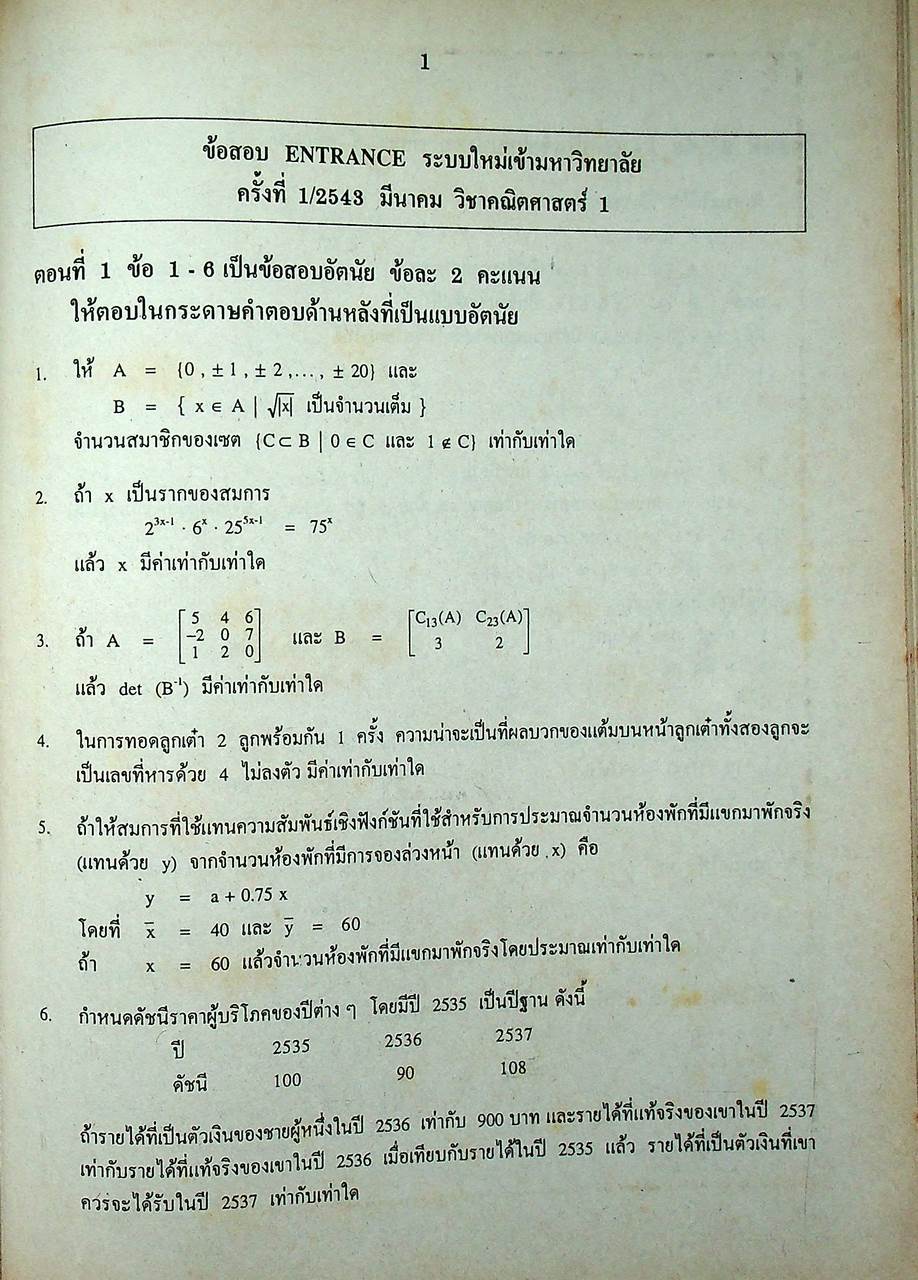 1
ข้อสอบ ENTRANCE ระบบใหม่เข้ามหาวิทยาลัย
ครั้งที่ 1/2543 มีนาคม วิชาคณิตศาสตร์ 1
ตอนที่ 1 ข้อ 1 - 6 เป็นข้อสอบอัตนัย ข้อละ 2 คะแนน
ให้ตอบในกระดาษคำตอบด้านหลังที่เป็นแบบอัตนัย
1. ให้ A = {0 , ± 1 , ± 2 ,..., ± 20} และ
B = { x ∈ A | √|x| เป็นจำนวนเต็ม }
จำนวนสมาชิกของเซต {C ⊂ B | 0 ∈ C และ 1 ∉ C} เท่ากับเท่าใด
2. ถ้า x เป็นรากของสมการ
2^{3x-1} · 6^{x} · 25^{5x-1} = 75^{x}
แล้ว x มีค่าเท่ากับเท่าใด
3. ถ้า A = [5 4 6; –2 0 7; 1 2 0] และ B = [C₁₃(A) C₂₃(A); 3 2]
แล้ว det (B⁻¹) มีค่าเท่ากับเท่าใด
4. ในการทอดลูกเต๋า 2 ลูกพร้อมกัน 1 ครั้ง ความน่าจะเป็นที่ผลบวกของแต้มบนหน้าลูกเต๋าทั้งสองลูกจะ
เป็นเลขที่หารด้วย 4 ไม่ลงตัว มีค่าเท่ากับเท่าใด
5. ถ้าให้สมการที่ใช้แทนความสัมพันธ์เชิงฟังก์ชันที่ใช้สำหรับการประมาณจำนวนห้องพักที่มีแขกมาพักจริง
(แทนด้วย y) จากจำนวนห้องพักที่มีการจองล่วงหน้า (แทนด้วย x) คือ
y = a + 0.75 x
โดยที่ x̄ = 40 และ ȳ = 60
ถ้า x = 60 แล้วจำนวนห้องพักที่มีแขกมาพักจริงโดยประมาณเท่ากับเท่าใด
6. กำหนดดัชนีราคาผู้บริโภคของปีต่าง ๆ โดยมีปี 2535 เป็นปีฐาน ดังนี้
ปี 2535 2536 2537
ดัชนี 100 90 108
ถ้ารายได้ที่เป็นตัวเงินของชายผู้หนึ่งในปี 2536 เท่ากับ 900 บาท และรายได้ที่แท้จริงของเขาในปี 2537
เท่ากับรายได้ที่แท้จริงของเขาในปี 2536 เมื่อเทียบกับรายได้ในปี 2535 แล้ว รายได้ที่เป็นตัวเงินที่เขา
ควรจะได้รับในปี 2537 เท่ากับเท่าใด